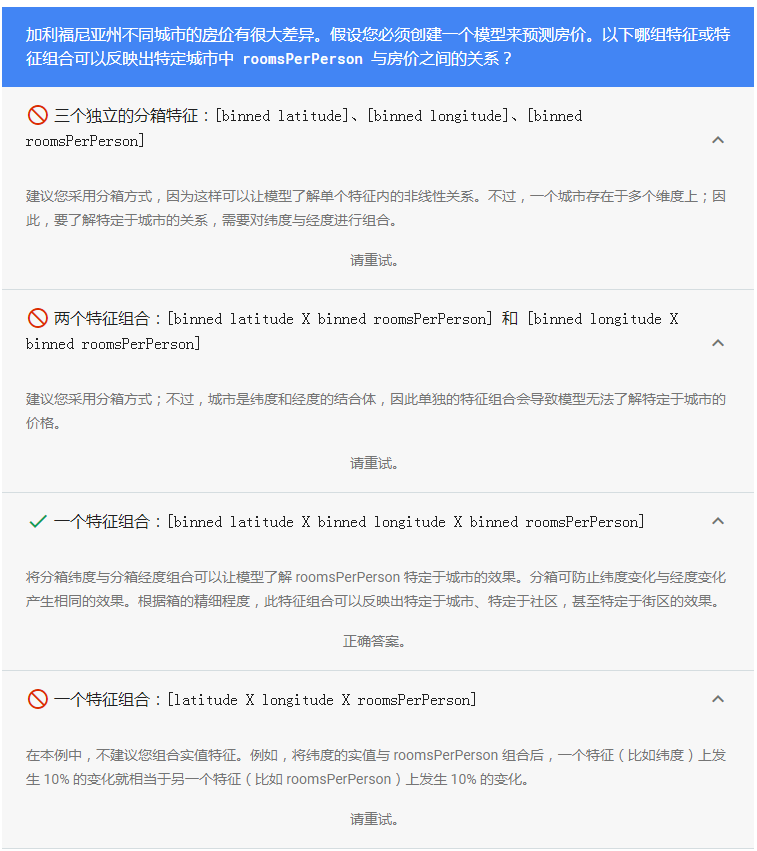 加利福尼亚州不同城市的房价有很大差异。假设您必须创建一个模型来预测房价。以下哪组特征或特
征组合可以反映出特定城市中 roomsPerPerson 与房价之间的关系？
三个独立的分箱特征：[binned latitude]、[binned longitude]、[binned
roomsPerPerson]
建议您采用分箱方式，因为这样可以让模型了解单个特征内的非线性关系。不过，一个城市存在于多个维度上；因
此，要了解特定于城市的关系，需要对纬度与经度进行组合。
请重试。
两个特征组合：[binned latitude X binned roomsPerPerson] 和 [binned longitude X
binned roomsPerPerson]
建议您采用分箱方式；不过，城市是纬度和经度的结合体，因此单独的特征组合会导致模型无法了解特定于城市的
价格。
请重试。
一个特征组合：[binned latitude X binned longitude X binned roomsPerPerson]
将分箱纬度与分箱经度组合可以让模型了解 roomsPerPerson 特定于城市的效果。分箱可防止纬度变化与经度变化
产生相同的效果。根据箱的精细程度，此特征组合可以反映出特定于城市、特定于社区，甚至特定于街区的效果。
正确答案。
一个特征组合：[latitude X longitude X roomsPerPerson]
在本例中，不建议您组合实值特征。例如，将纬度的实值与 roomsPerPerson 组合后，一个特征（比如纬度）上发
生 10% 的变化就相当于另一个特征（比如 roomsPerPerson）上发生 10% 的变化。
请重试。